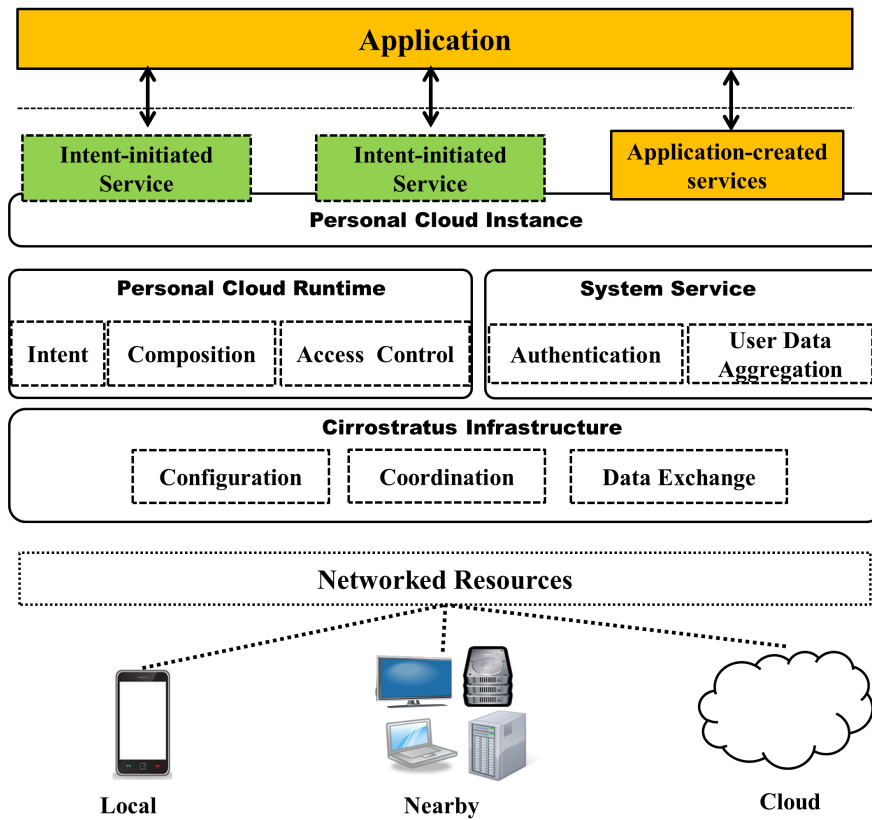 Application
Intent-initiated
Service
Intent-initiated
Service
Application-created
services
Personal Cloud Instance
Personal Cloud Runtime
Intent
Composition
Access Control
System Service
Authentication
User Data
Aggregation
Cirrostratus Infrastructure
Configuration
Coordination
Data Exchange
Networked Resources
Local
Nearby
Cloud